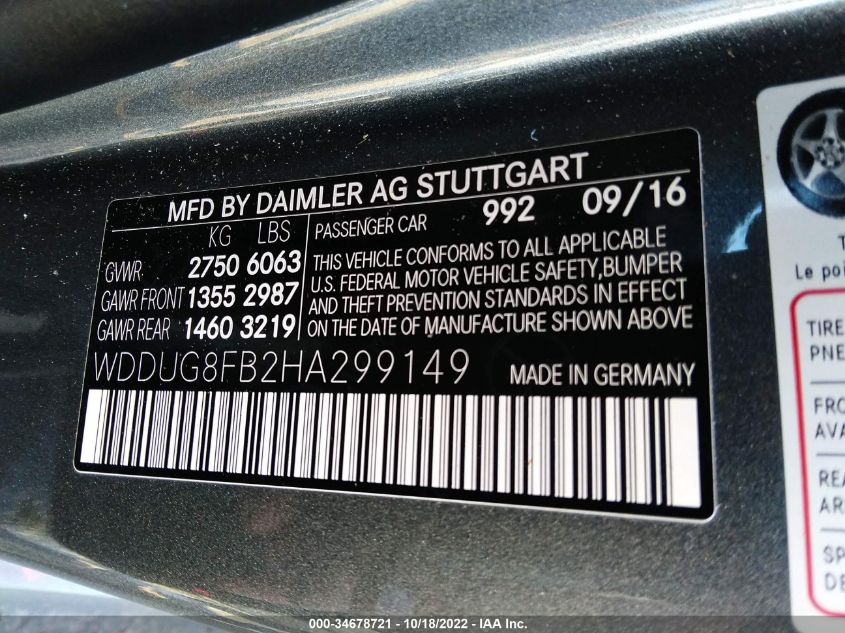 MFD BY DAIMLER AG STUTTGART
KG LBS
GVWR 2750 6063
GAWR FRONT 1355 2987
GAWR REAR 1460 3219
PASSENGER CAR 992 09/16
THIS VEHICLE CONFORMS TO ALL APPLICABLE
U.S. FEDERAL MOTOR VEHICLE SAFETY,BUMPER
AND THEFT PREVENTION STANDARDS IN EFFECT
ON THE DATE OF MANUFACTURE SHOWN ABOVE
WDDUG8FB2HA299149 MADE IN GERMANY
T
Le poi
TIRE
PNE
FRO
AVA
REA
ARR
SP
DE
000-34678721 - 10/18/2022 - IAA Inc.